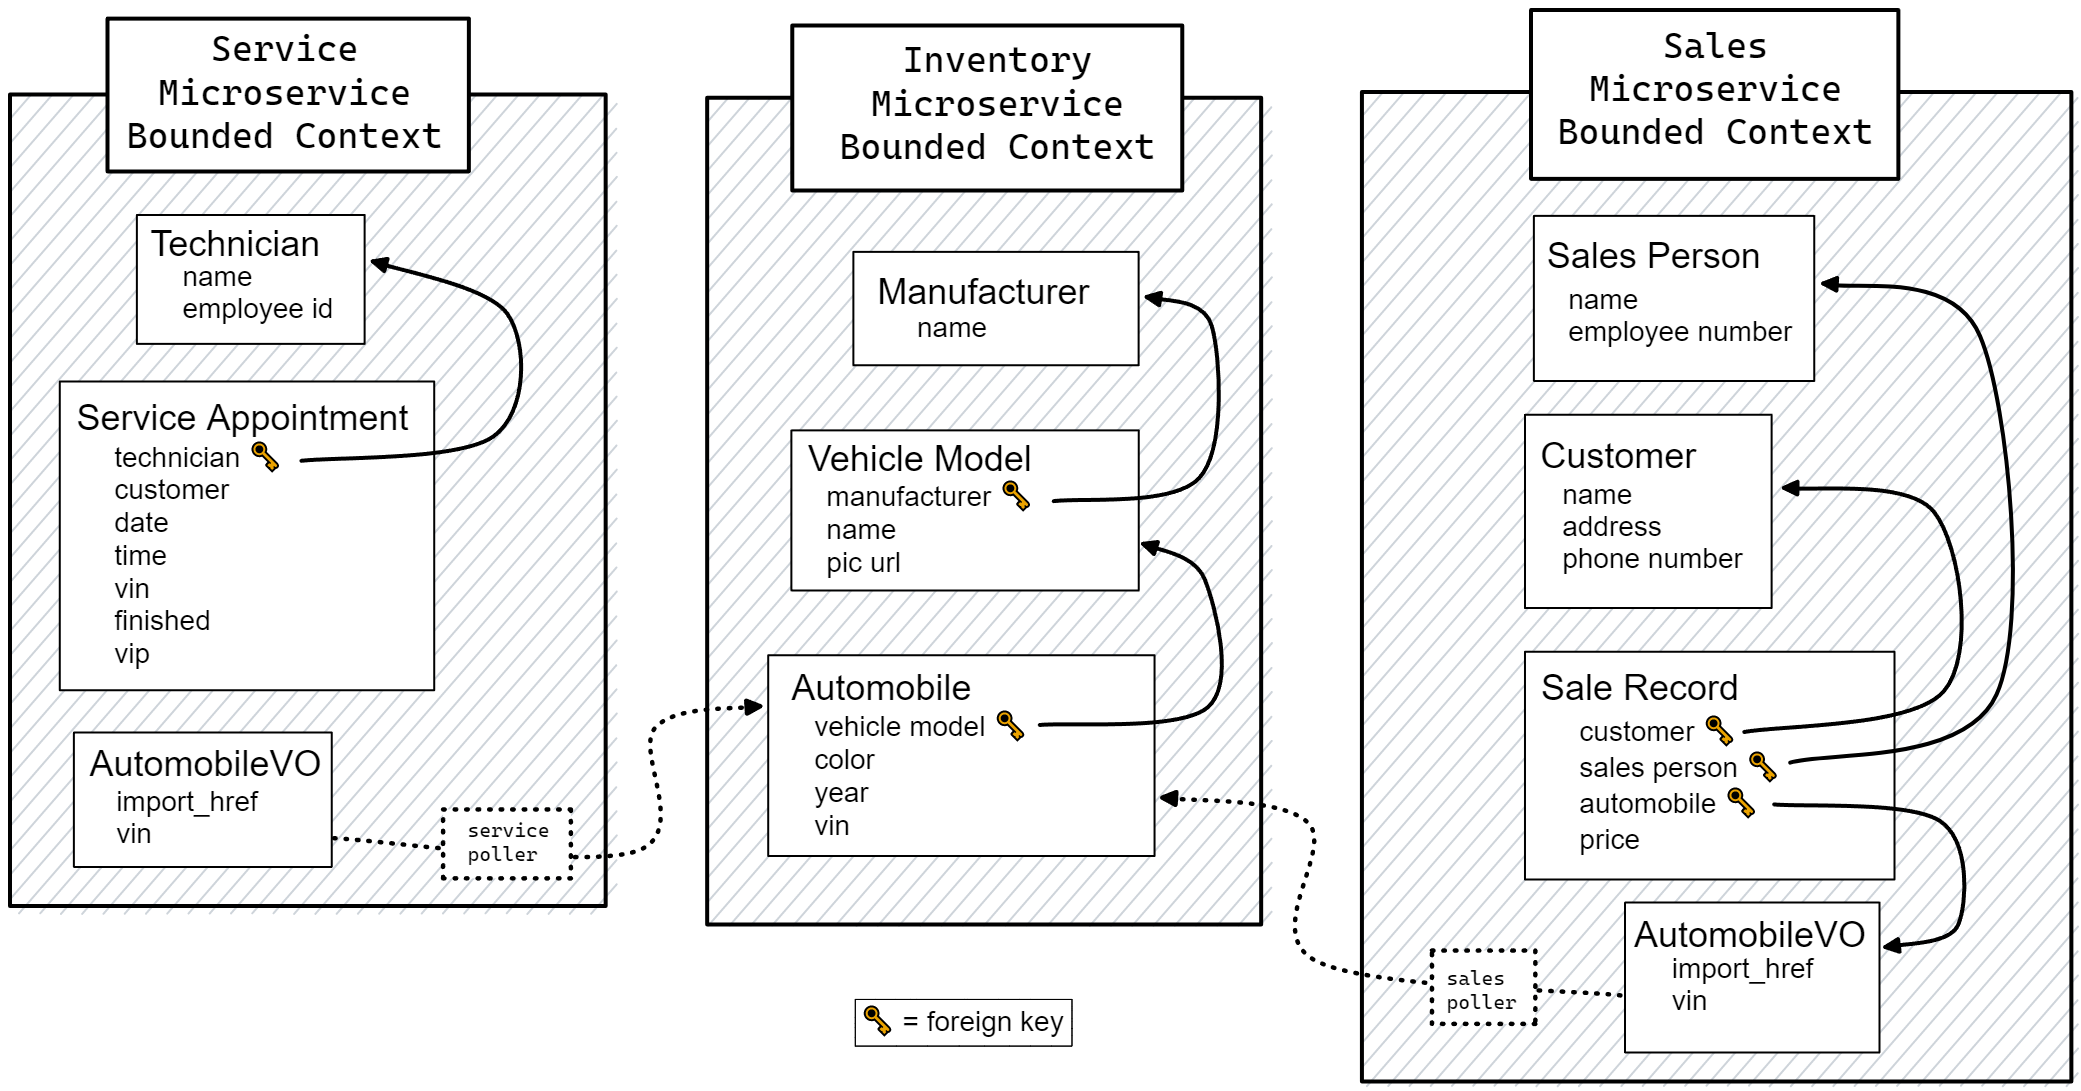 Service
Microservice
Bounded Context
Technician
name
employee id
Service Appointment
technician
customer
date
time
vin
finished
vip
AutomobileVO
import_href
vin
service
poller
Inventory
Microservice
Bounded Context
Manufacturer
name
Vehicle Model
manufacturer
name
pic url
Automobile
vehicle model
color
year
vin
= foreign key
Sales
Microservice
Bounded Context
Sales Person
name
employee number
Customer
name
address
phone number
Sale Record
customer
sales person
automobile
price
AutomobileVO
import_href
vin
sales
poller